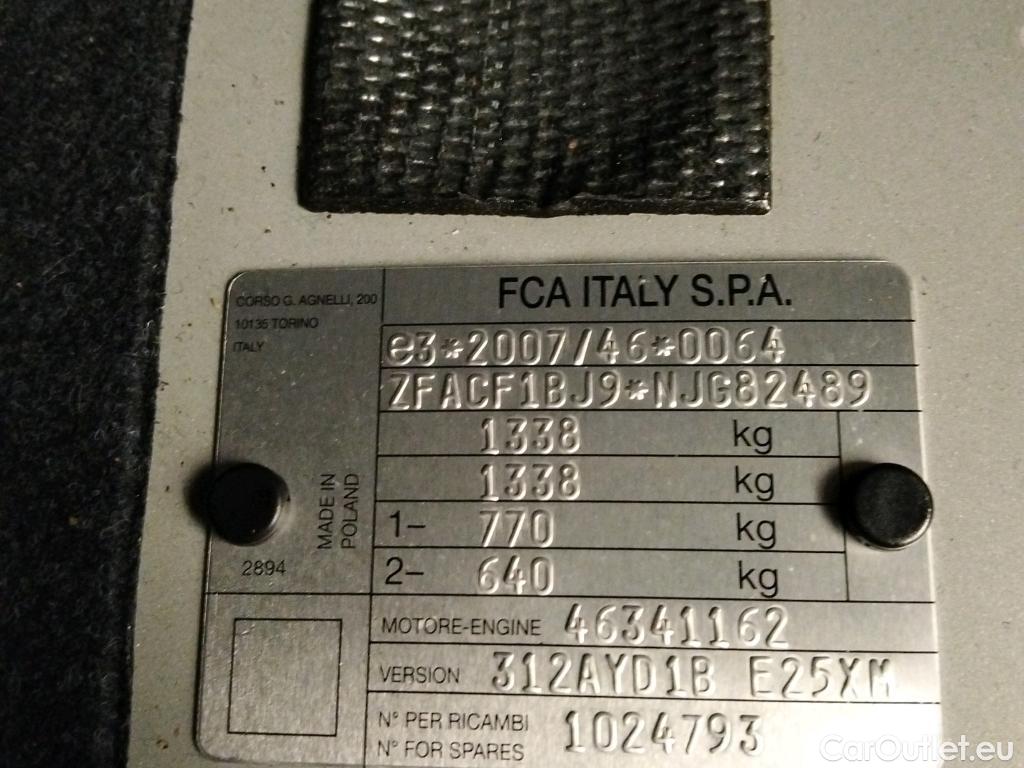 CORSO G. AGNELLI, 200
10135 TORINO
ITALY
FCA ITALY S.P.A.
e3*2007/46*0064
ZFACF1BJ9*NJG82489
1338 kg
1338 kg
1- 770 kg
2- 640 kg
MADE IN
POLAND
2894
MOTORE-ENGINE 46341162
VERSION 312AYD1B E25XM
N° PER RICAMBI
N° FOR SPARES
1024793
CarOutlet.eu